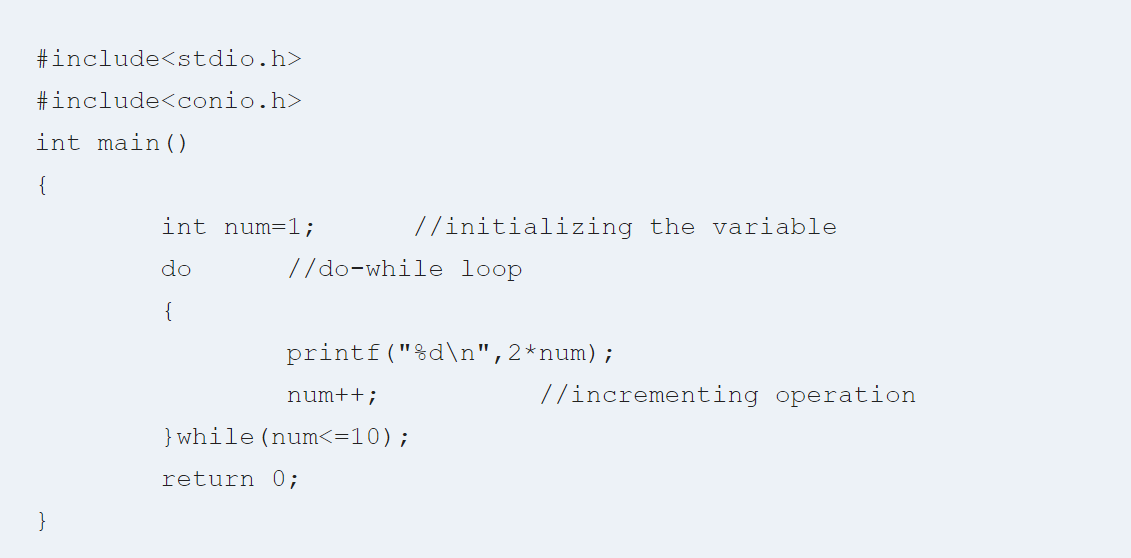 #include<stdio.h>
#include<conio.h>
int main()
{
int num=1; //initializing the variable
do //do-while loop
{
printf("%d\n",2*num);
num++; //incrementing operation
}while(num<=10);
return 0;
}